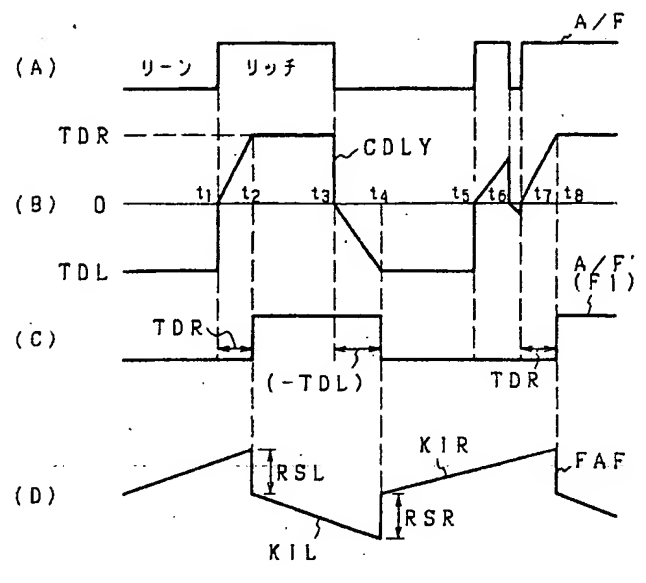 A/F
(A)
リーン
リッチ
TDR
CDLY
(B)
0
t1
t2
t3
t4
t5
t6
t7
t8
TDL
A/F'
(F1)
(C)
TDR
(-TDL)
TDR
KIR
RSL
FAF
(D)
RSR
KIL